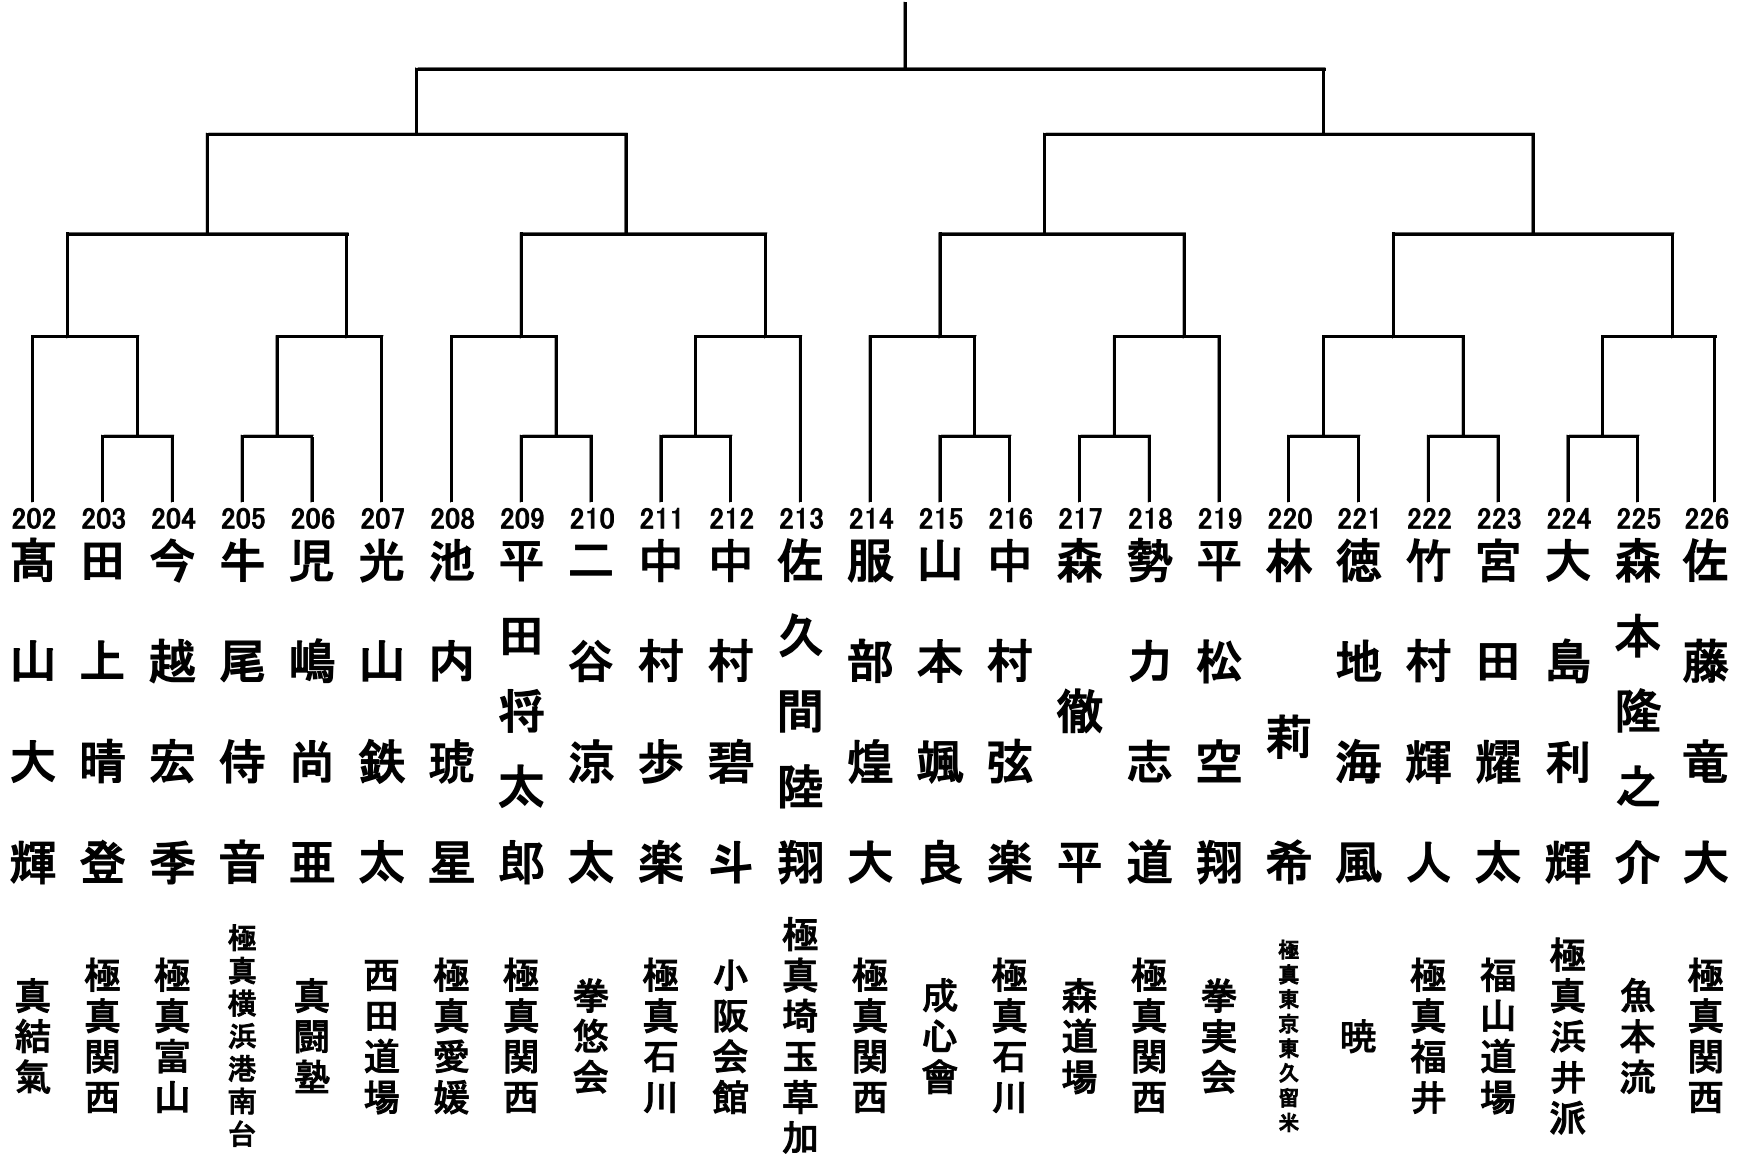 202 髙山大輝 真結氣
203 田上晴登 極真関西
204 今越宏季 極真富山
205 牛尾侍音 極真横浜港南台
206 児嶋尚亜 真闘塾
207 光山鉄太 西田道場
208 池内琥星 極真愛媛
209 平田将太郎 極真関西
210 二谷涼太 拳悠会
211 中村歩楽 極真石川
212 中村碧斗 小阪会館
213 佐久間陸翔 極真埼玉草加
214 服部煌大 極真関西
215 山本颯良 成心會
216 中村弦楽 極真石川
217 森徹平 森道場
218 勢力志道 極真関西
219 平松空翔 拳実会
220 林莉希 極真東京東久留米
221 徳地海風 暁
222 竹村輝人 極真福井
223 宮田耀太 福山道場
224 大島利輝 極真浜井派
225 森本隆之介 魚本流
226 佐藤竜大 極真関西